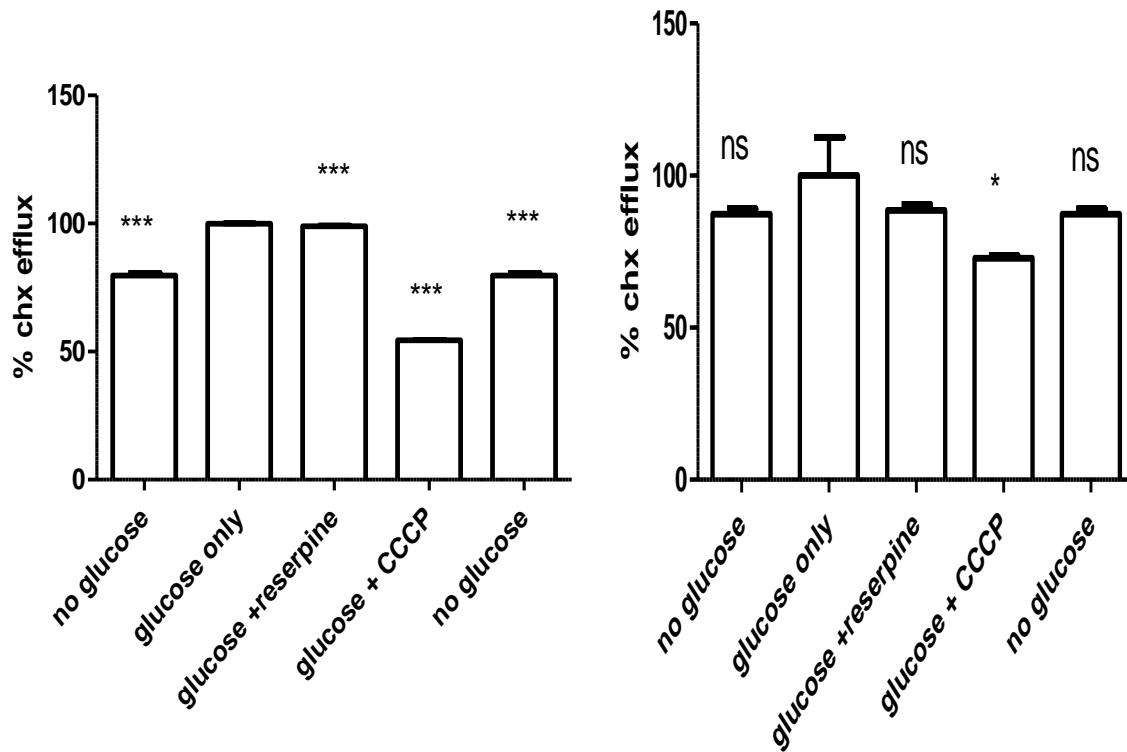 150
100
50
0
% chx efflux
***
***
***
***
no glucose
glucose only
glucose +reserpine
glucose + CCCP
no glucose
150
100
50
0
% chx efflux
ns
ns
*
ns
no glucose
glucose only
glucose +reserpine
glucose + CCCP
no glucose